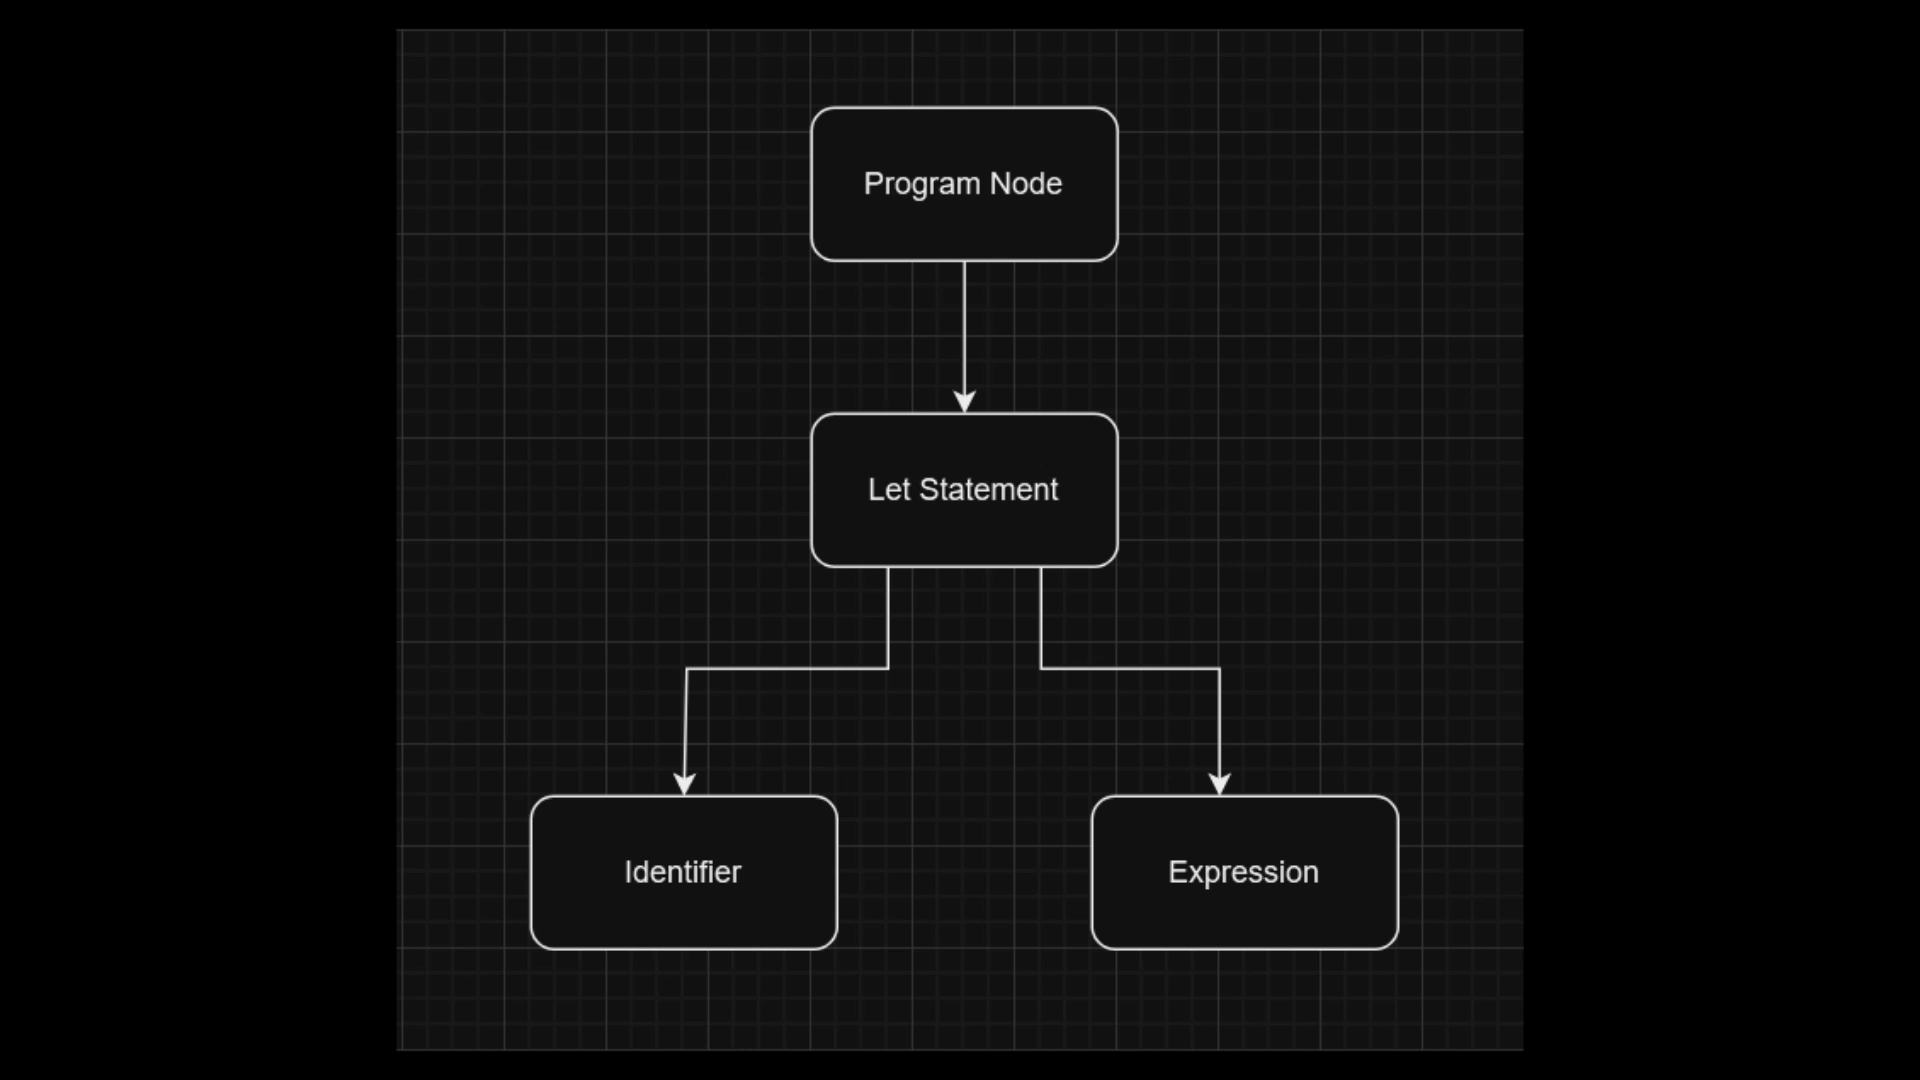 Program Node
Let Statement
Identifier
Expression